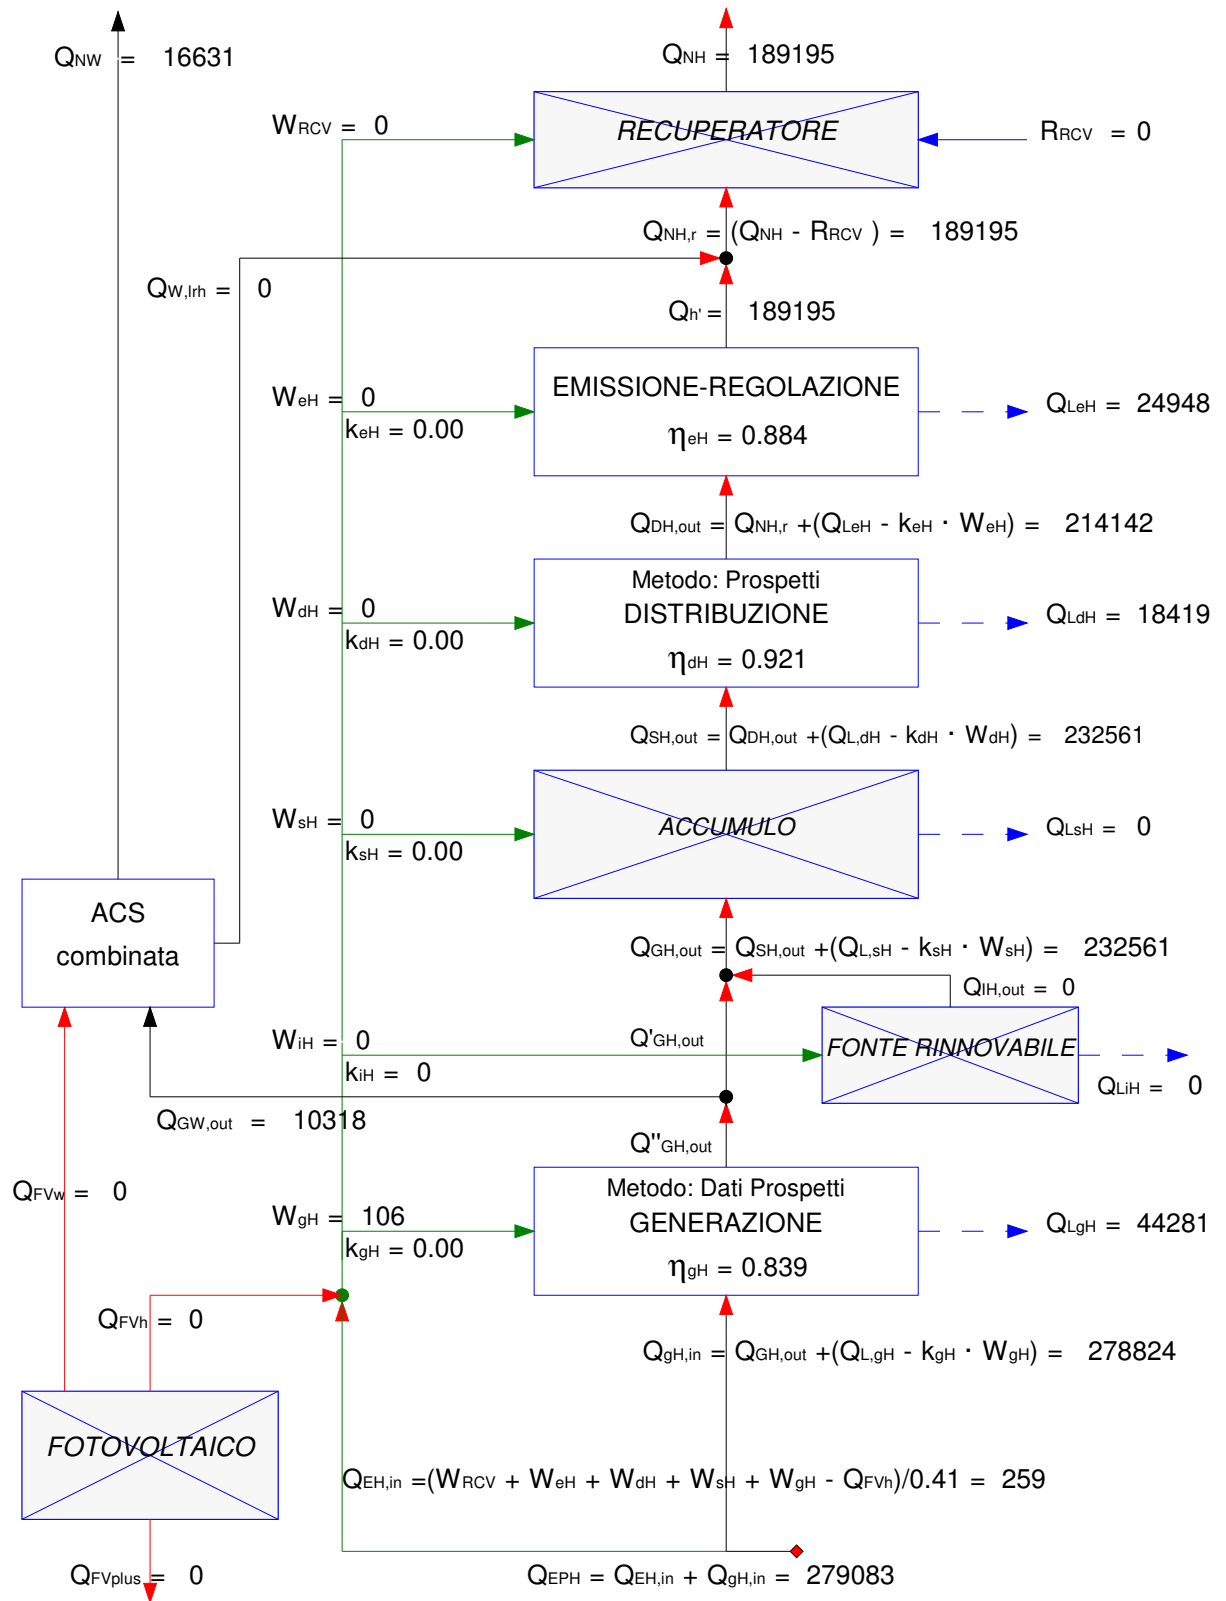 QNW = 16631
QNH = 189195
WRCV = 0
RECUPERATORE
RRCV = 0
QNH,r = (QNH - RRCV ) = 189195
QW,lrh = 0
Qh' = 189195
WeH = 0
keH = 0.00
EMISSIONE-REGOLAZIONE
ηeH = 0.884
QLeH = 24948
QDH,out = QNH,r +(QLeH - keH · WeH) = 214142
WdH = 0
kdH = 0.00
Metodo: Prospetti
DISTRIBUZIONE
ηdH = 0.921
QLdH = 18419
QSH,out = QDH,out +(QL,dH - kdH · WdH) = 232561
WsH = 0
ksH = 0.00
ACCUMULO
QLsH = 0
ACS
combinata
QGH,out = QSH,out +(QL,sH - ksH · WsH) = 232561
QIH,out = 0
WiH = 0
kiH = 0
Q'GH,out
FONTE RINNOVABILE
QLiH = 0
QGW,out = 10318
Q''GH,out
QFVw = 0
WgH = 106
kgH = 0.00
Metodo: Dati Prospetti
GENERAZIONE
ηgH = 0.839
QLgH = 44281
QFVh = 0
QgH,in = QGH,out +(QL,gH - kgH · WgH) = 278824
FOTOVOLTAICO
QEH,in =(WRCV + WeH + WdH + WsH + WgH - QFVh)/0.41 = 259
QFVplus = 0
QEPH = QEH,in + QgH,in = 279083